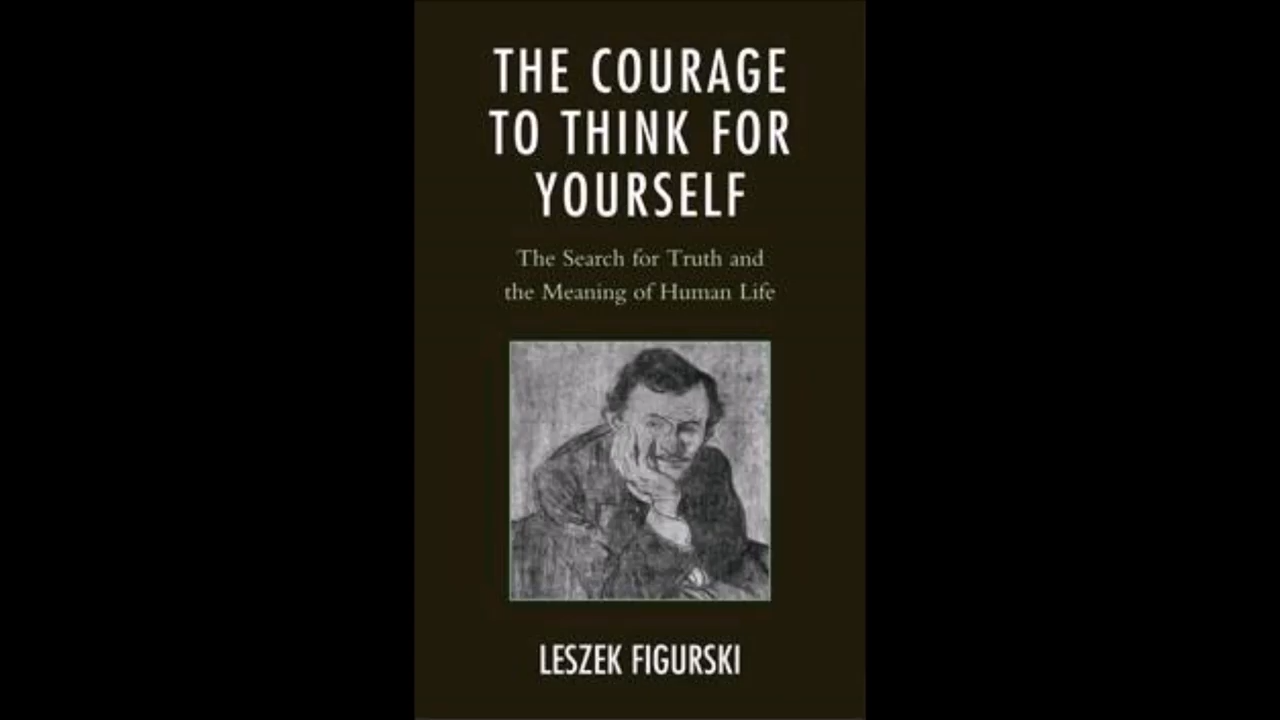 THE COURAGE
TO THINK FOR
YOURSELF
The Search for Truth and
the Meaning of Human Life
LESZEK FIGURSKI